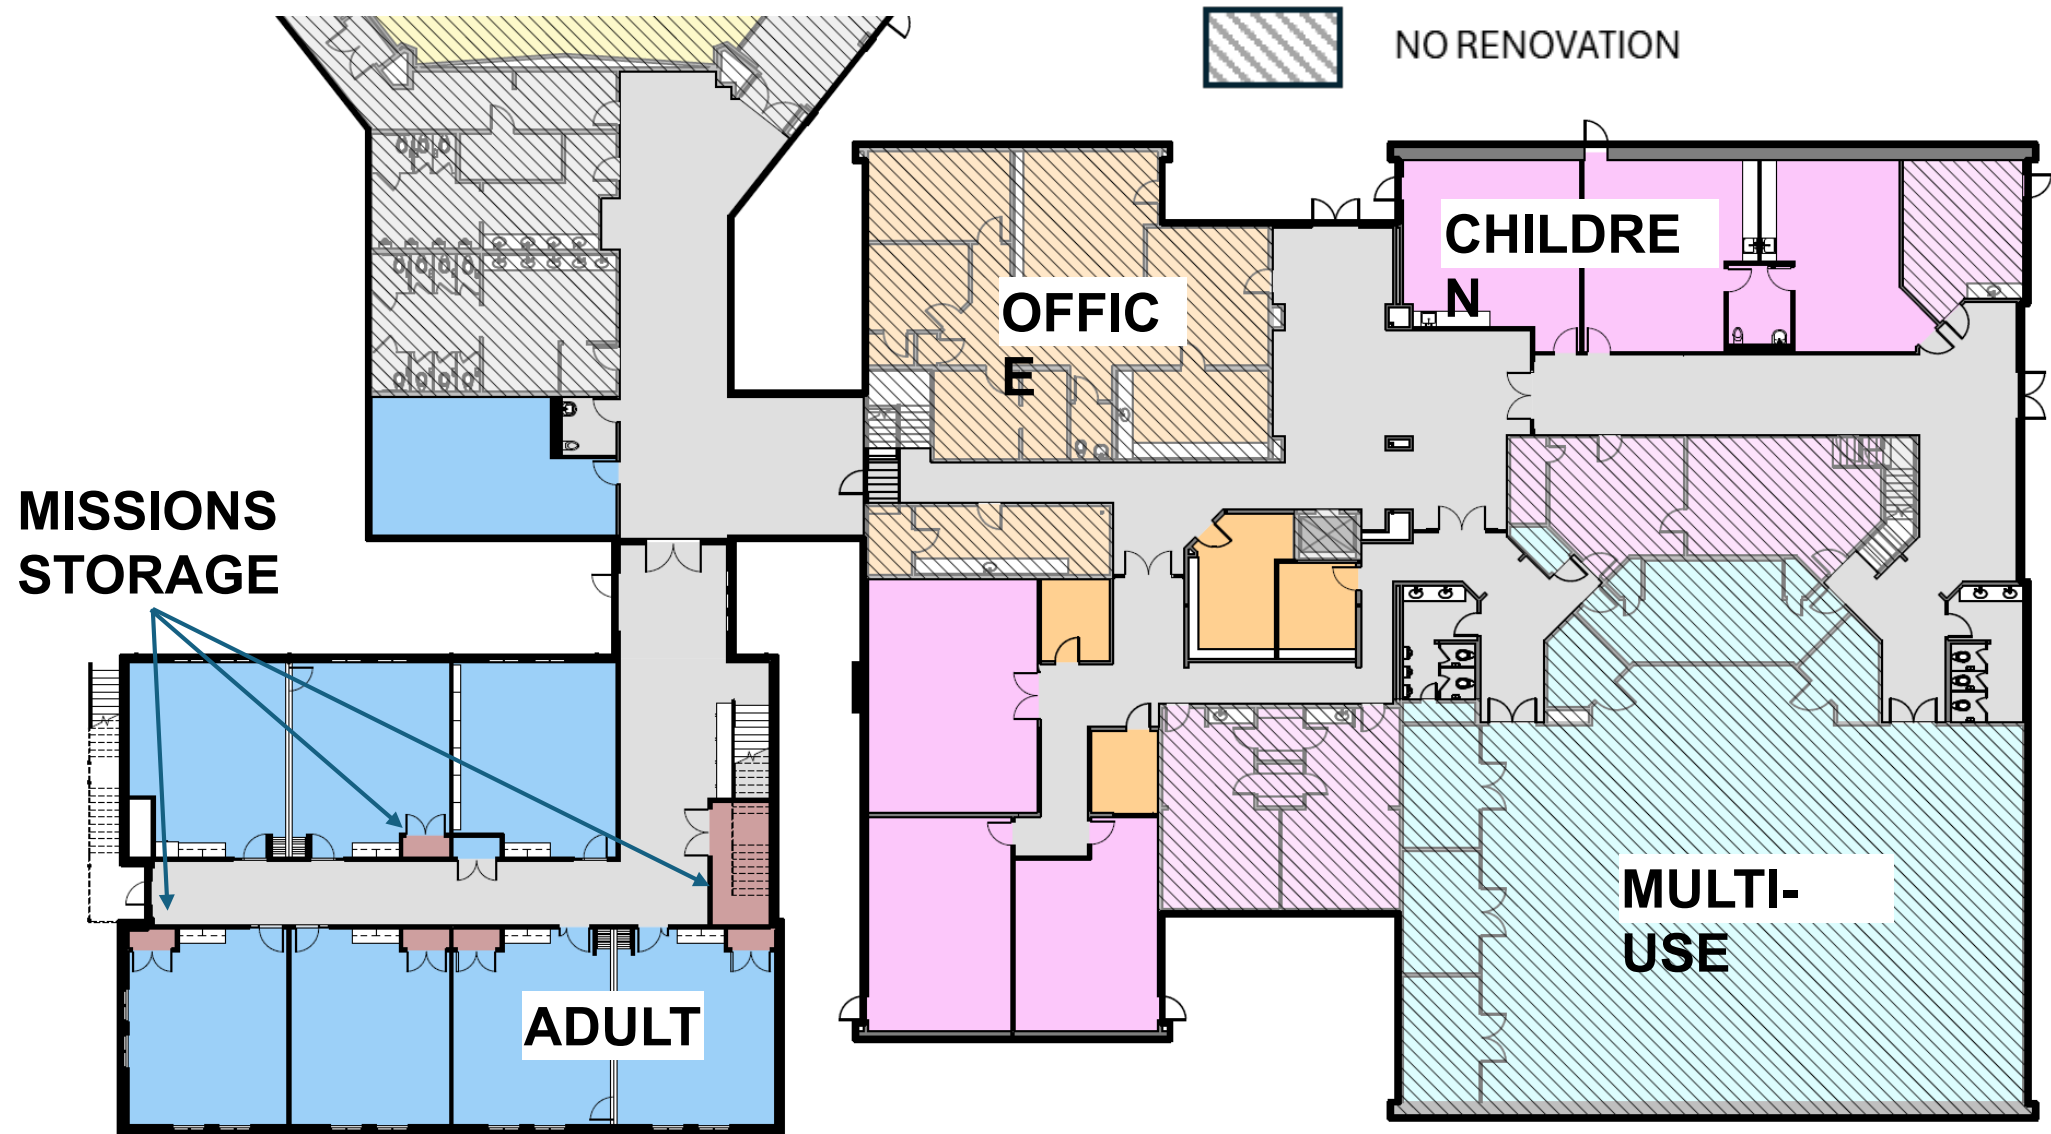 NO RENOVATION
CHILDRE
N
OFFIC
E
MISSIONS
STORAGE
MULTI-
USE
ADULT